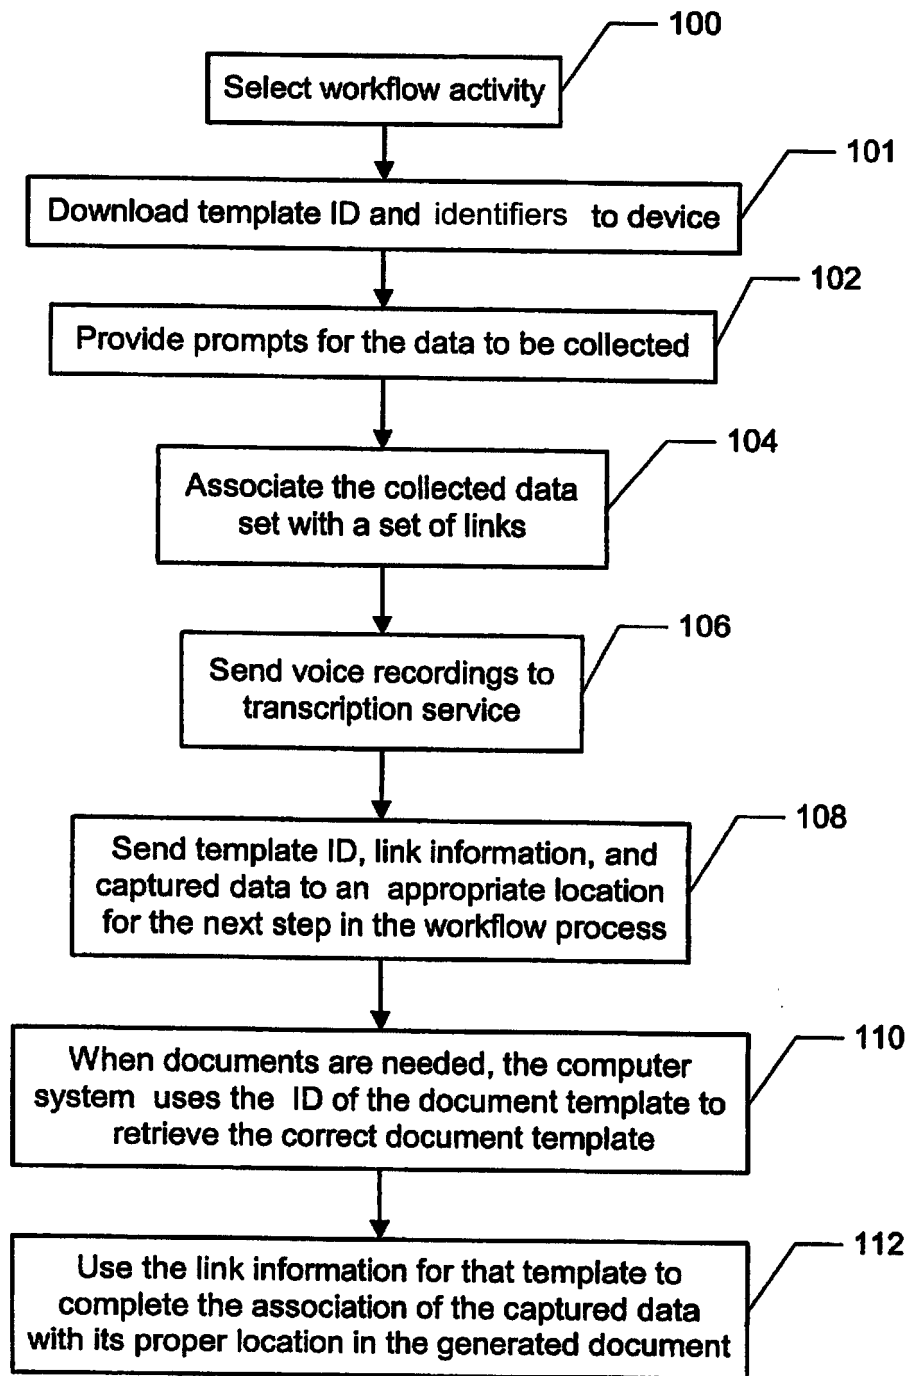 100
Select workflow activity
101
Download template ID and identifiers to device
102
Provide prompts for the data to be collected
104
Associate the collected data
set with a set of links
106
Send voice recordings to
transcription service
108
Send template ID, link information, and
captured data to an appropriate location
for the next step in the workflow process
110
When documents are needed, the computer
system uses the ID of the document template to
retrieve the correct document template
112
Use the link information for that template to
complete the association of the captured data
with its proper location in the generated document